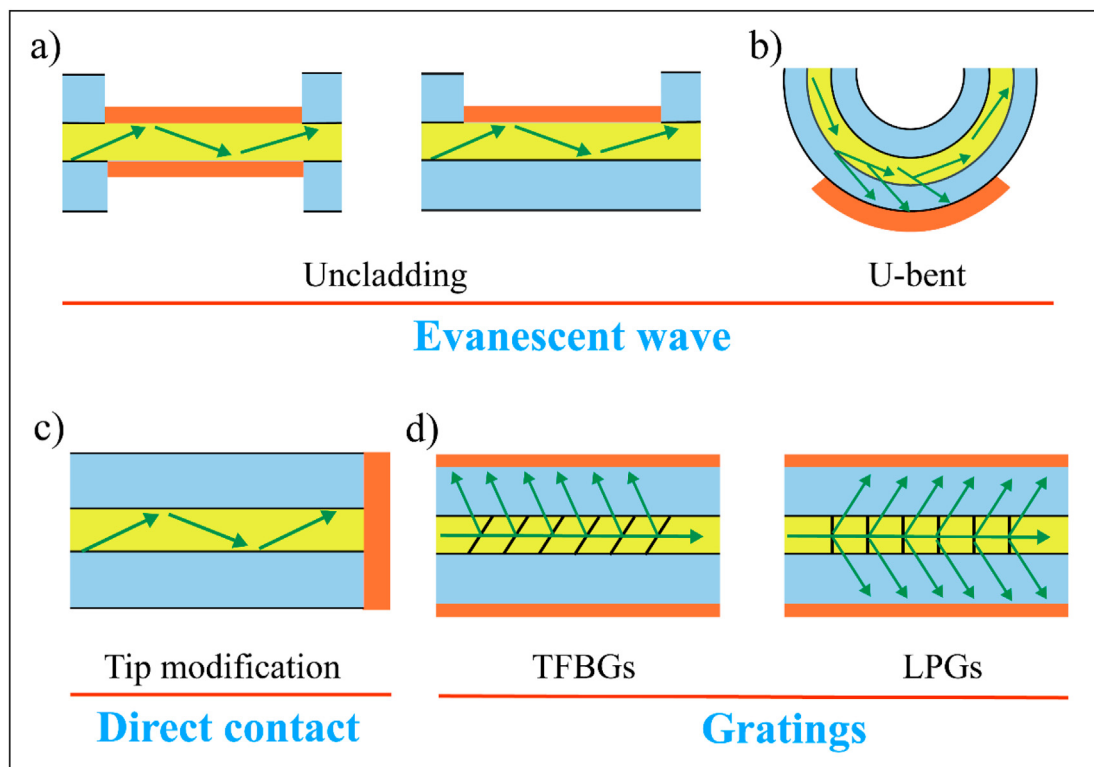 a)
b)
Uncladding
U-bent
Evanescent wave
c)
d)
Tip modification
TFBGs
LPGs
Direct contact
Gratings